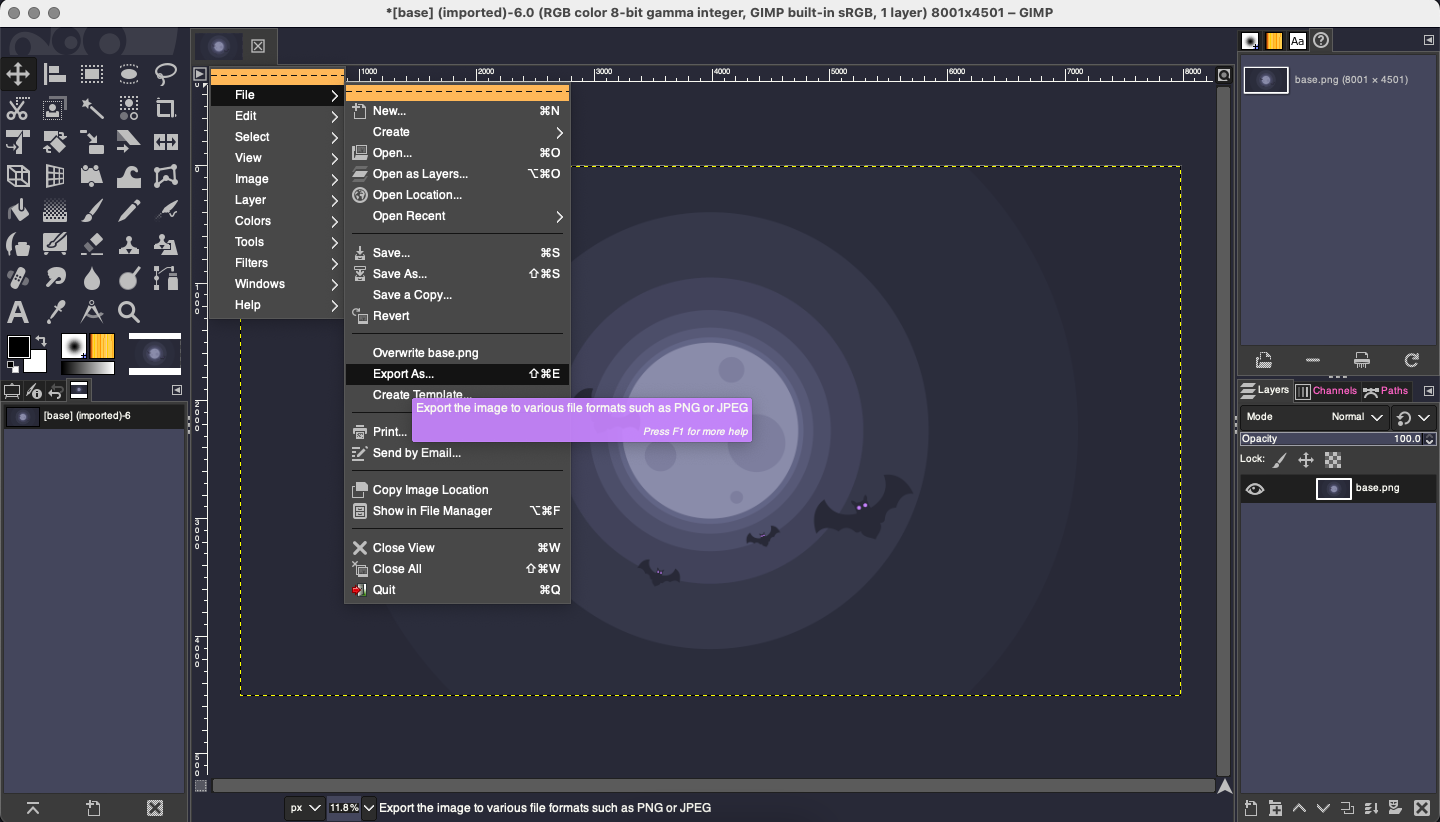 *[base] (imported)-6.0 (RGB color 8-bit gamma integer, GIMP built-in sRGB, 1 layer) 8001x4501 – GIMP
1000 2000 3000 4000 5000 6000 7000 8000
File
Edit
Select
View
Image
Layer
Colors
Tools
Filters
Windows
Help
New... ⌘N
Create
Open... ⌘O
Open as Layers... ⌥⌘O
Open Location...
Open Recent
Save... ⌘S
Save As... ⇧⌘S
Save a Copy...
Revert
Overwrite base.png
Export As... ⇧⌘E
Create Template...
Export the image to various file formats such as PNG or JPEG
Press F1 for more help
Print...
Send by Email...
Copy Image Location
Show in File Manager ⌥⌘F
Close View ⌘W
Close All ⇧⌘W
Quit ⌘Q
0
1000
2000
3000
4000
[base] (imported)-6
px 11.8% Export the image to various file formats such as PNG or JPEG
Aa
base.png (8001 × 4501)
Layers Channels Paths
Mode Normal
Opacity 100.0
Lock:
base.png